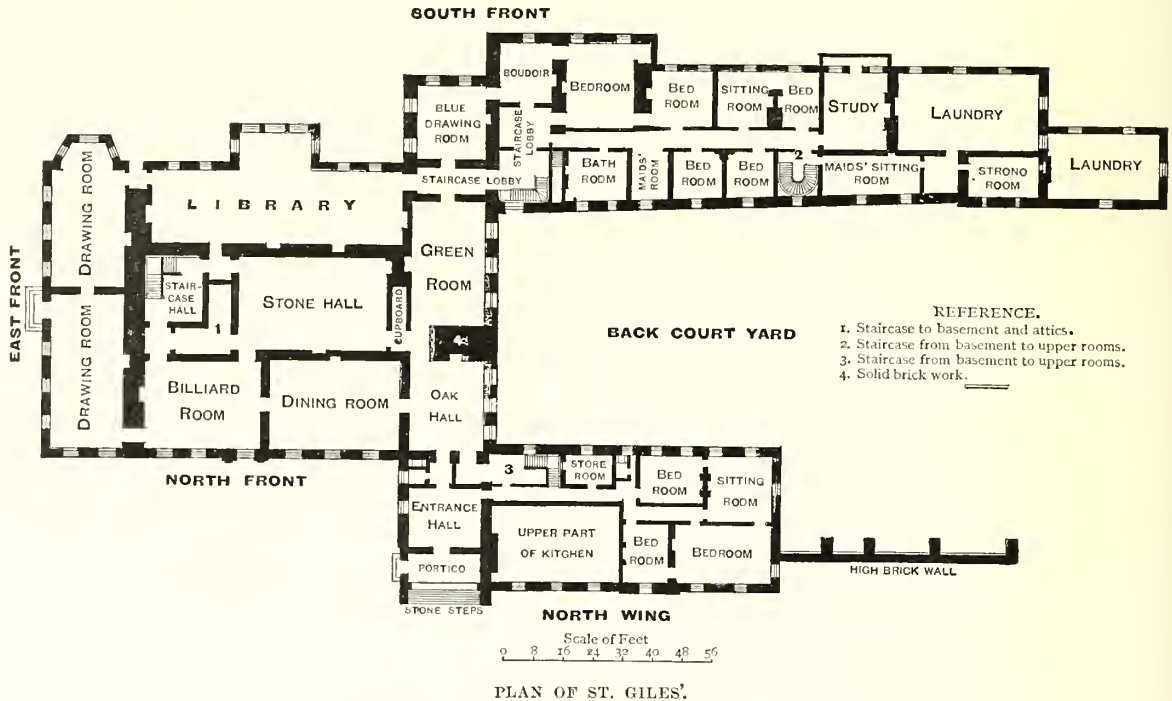 SOUTH FRONT
BOUDOIR
BEDROOM
BED
ROOM
SITTING
ROOM
BED
ROOM
STUDY
LAUNDRY
LAUNDRY
BLUE
DRAWING
ROOM
STAIRCASE
LOBBY
STAIRCASE LOBBY
BATH
ROOM
MAIDS'
ROOM
BED
ROOM
BED
ROOM
2
MAIDS' SITTING
ROOM
STRONO
ROOM
DRAWING ROOM
LIBRARY
GREEN
ROOM
EAST FRONT
STAIR-
CASE
HALL
1
STONE HALL
CUPBOARD
4
BACK COURT YARD
REFERENCE.
1. Staircase to basement and attics.
2. Staircase from basement to upper rooms.
3. Staircase from basement to upper rooms.
4. Solid brick work.
DRAWING ROOM
BILLIARD
ROOM
DINING ROOM
OAK
HALL
NORTH FRONT
3
STORE
ROOM
BED
ROOM
SITTING
RODM
ENTRANCE
HALL
UPPER PART
OF KITGHEN
BED
RODM
BEDROOM
PORTICO
STONE STEPS
HIGH BRICK WALL
NORTH WING
Scale of Feet
0 8 16 24 32 40 48 56
PLAN OF ST. GILES'.